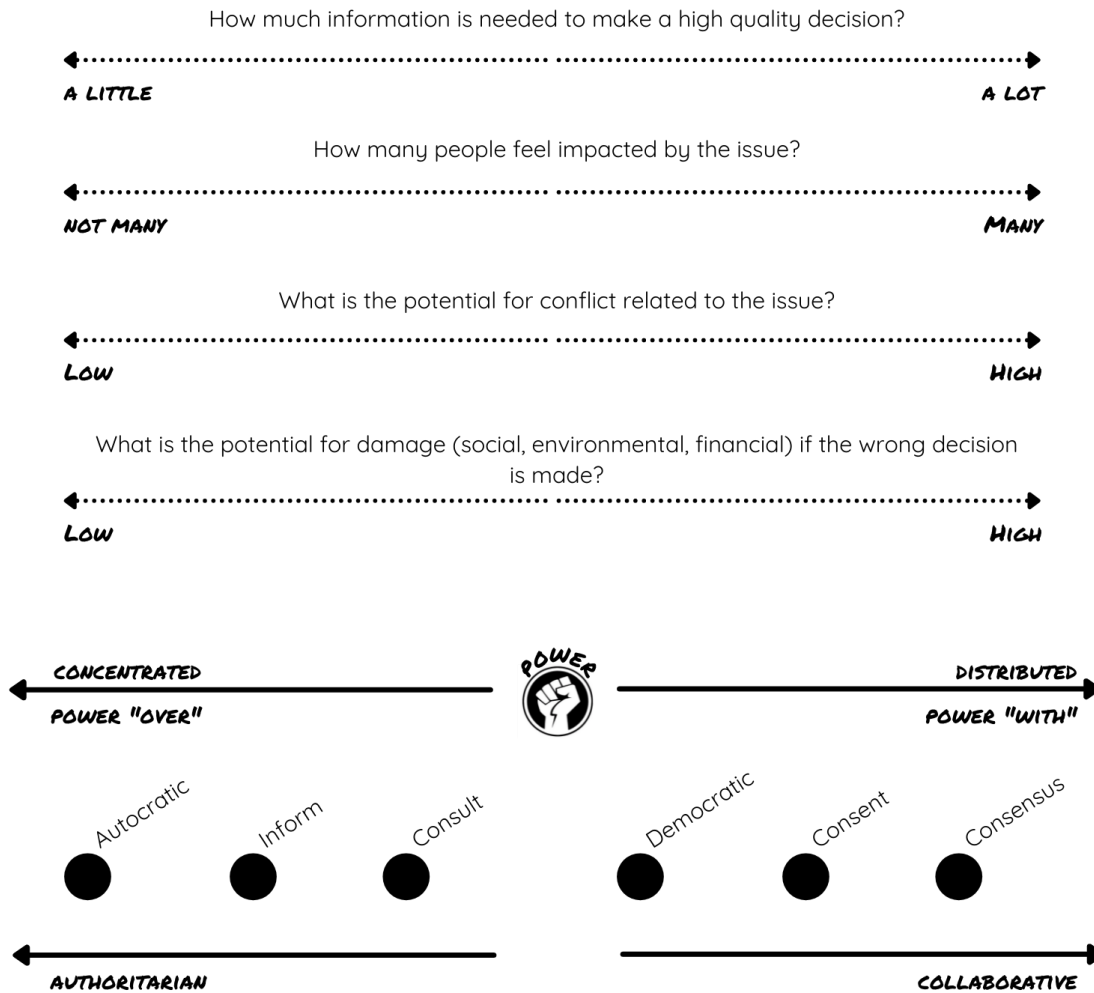 How much information is needed to make a high quality decision?
A LITTLE
A LOT
How many people feel impacted by the issue?
NOT MANY
MANY
What is the potential for conflict related to the issue?
LOW
HIGH
What is the potential for damage (social, environmental, financial) if the wrong decision
is made?
LOW
HIGH
POWER
CONCENTRATED
DISTRIBUTED
POWER "OVER"
POWER "WITH"
Autocratic
Inform
Consult
Democratic
Consent
Consensus
AUTHORITARIAN
COLLABORATIVE